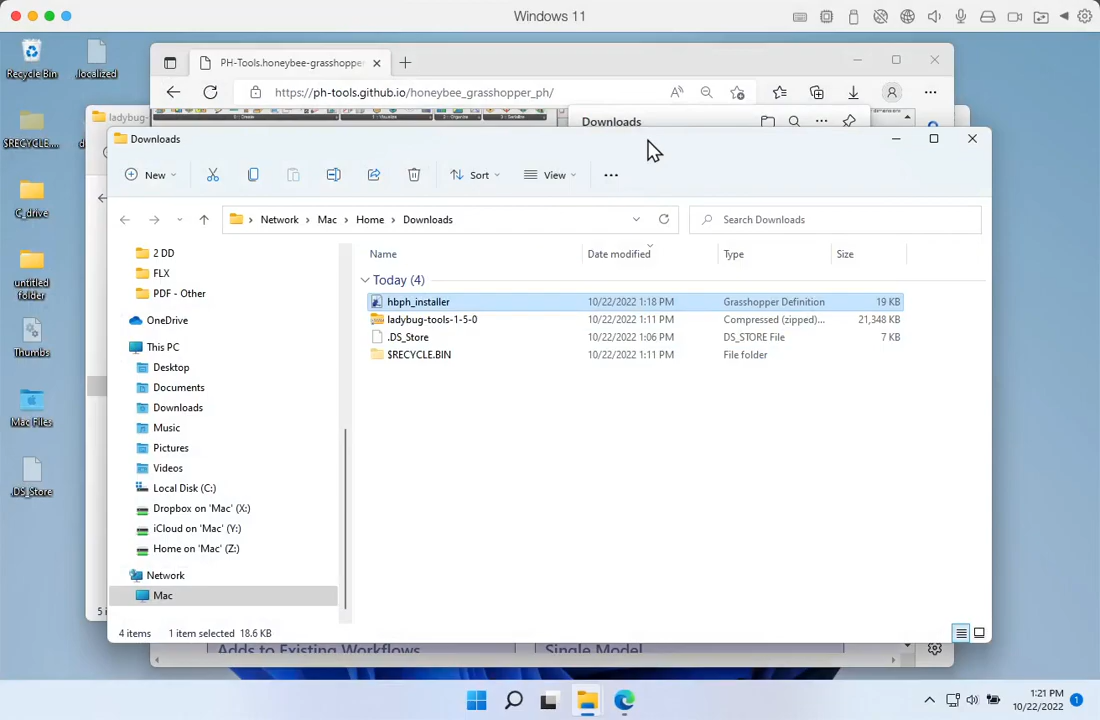 Windows 11
Recycle Bin
.localized
$RECYCLE....
C_drive
untitled
folder
Thumbs
Mac Files
.DS_Store
PH-Tools.honeybee-grasshopper
https://ph-tools.github.io/honeybee_grasshopper_ph/
Downloads
ladybug-
Downloads
New
Sort
View
Network
Mac
Home
Downloads
Search Downloads
Name
Date modified
Type
Size
Today (4)
hbph_installer
10/22/2022 1:18 PM
Grasshopper Definition
19 KB
ladybug-tools-1-5-0
10/22/2022 1:11 PM
Compressed (zipped)...
21,348 KB
.DS_Store
10/22/2022 1:06 PM
DS_STORE File
7 KB
$RECYCLE.BIN
10/22/2022 1:11 PM
File folder
2 DD
FLX
PDF - Other
OneDrive
This PC
Desktop
Documents
Downloads
Music
Pictures
Videos
Local Disk (C:)
Dropbox on 'Mac' (X:)
iCloud on 'Mac' (Y:)
Home on 'Mac' (Z:)
Network
Mac
4 items
1 item selected 18.6 KB
Adds to Existing Workflows
Single Model
1:21 PM
10/22/2022
1